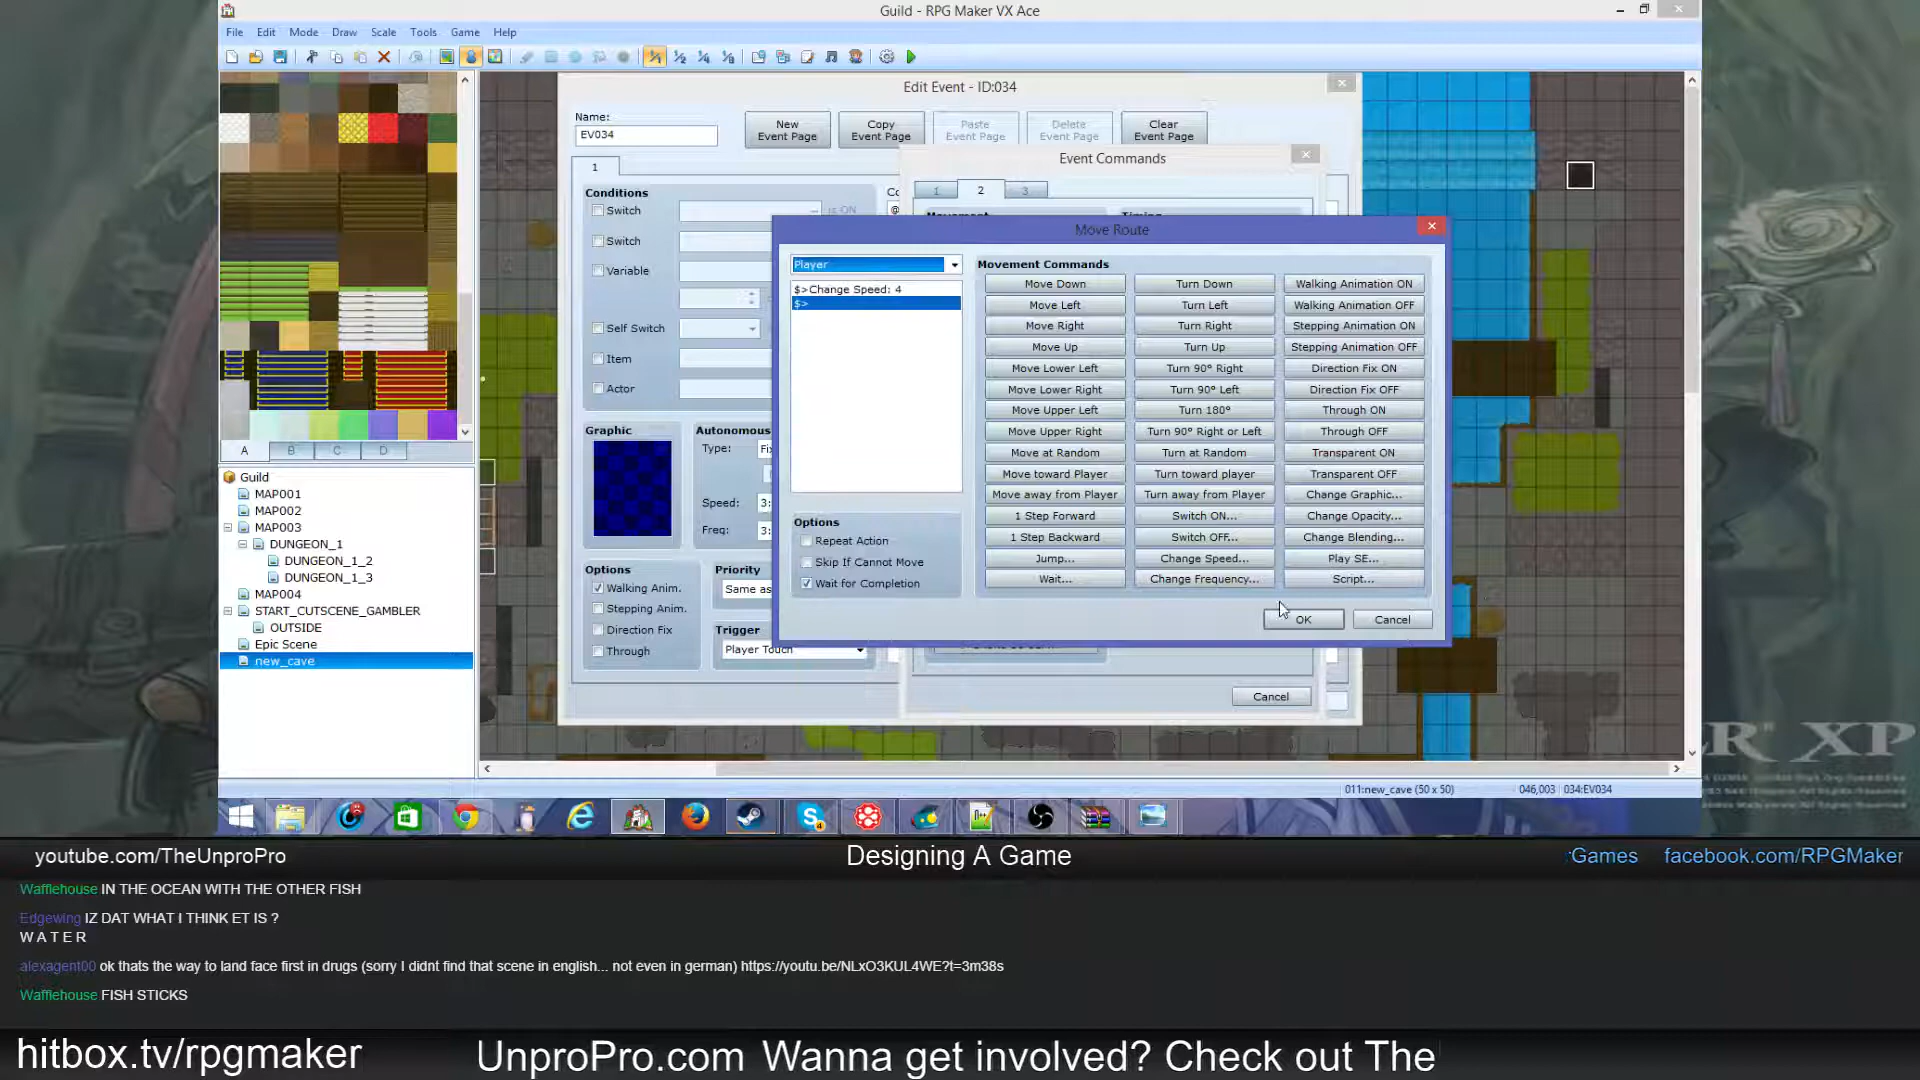 Guild - RPG Maker VX Ace
File Edit Mode Draw Scale Tools Game Help
Edit Event - ID:034
Name:
EV034
New Event Page
Copy Event Page
Paste Event Page
Delete Event Page
Clear Event Page
1
Conditions
Switch
is ON
Switch
Variable
Self Switch
Item
Actor
Graphic
Autonomous
Type:
Speed: 3:
Freq: 3:
Options
Walking Anim.
Stepping Anim.
Direction Fix
Through
Priority
Same as
Trigger
Player Touch
Event Commands
1 2 3
Cancel
Move Route
Player
$>Change Speed: 4
$>
Options
Repeat Action
Skip If Cannot Move
Wait for Completion
Movement Commands
Move Down Turn Down Walking Animation ON
Move Left Turn Left Walking Animation OFF
Move Right Turn Right Stepping Animation ON
Move Up Turn Up Stepping Animation OFF
Move Lower Left Turn 90° Right Direction Fix ON
Move Lower Right Turn 90° Left Direction Fix OFF
Move Upper Left Turn 180° Through ON
Move Upper Right Turn 90° Right or Left Through OFF
Move at Random Turn at Random Transparent ON
Move toward Player Turn toward player Transparent OFF
Move away from Player Turn away from Player Change Graphic...
1 Step Forward Switch ON... Change Opacity...
1 Step Backward Switch OFF... Change Blending...
Jump... Change Speed... Play SE...
Wait... Change Frequency... Script...
OK Cancel
A B C D
Guild
MAP001
MAP002
MAP003
DUNGEON_1
DUNGEON_1_2
DUNGEON_1_3
MAP004
START_CUTSCENE_GAMBLER
OUTSIDE
Epic Scene
new_cave
011:new_cave (50 x 50) 046,003 034:EV034
R XP
youtube.com/TheUnproPro
Designing A Game
Games facebook.com/RPGMaker
Wafflehouse IN THE OCEAN WITH THE OTHER FISH
Edgewing IZ DAT WHAT I THINK ET IS ?
W A T E R
alexagent00 ok thats the way to land face first in drugs (sorry I didnt find that scene in english... not even in german) https://youtu.be/NLxO3KUL4WE?t=3m38s
Wafflehouse FISH STICKS
hitbox.tv/rpgmaker
UnproPro.com Wanna get involved? Check out The